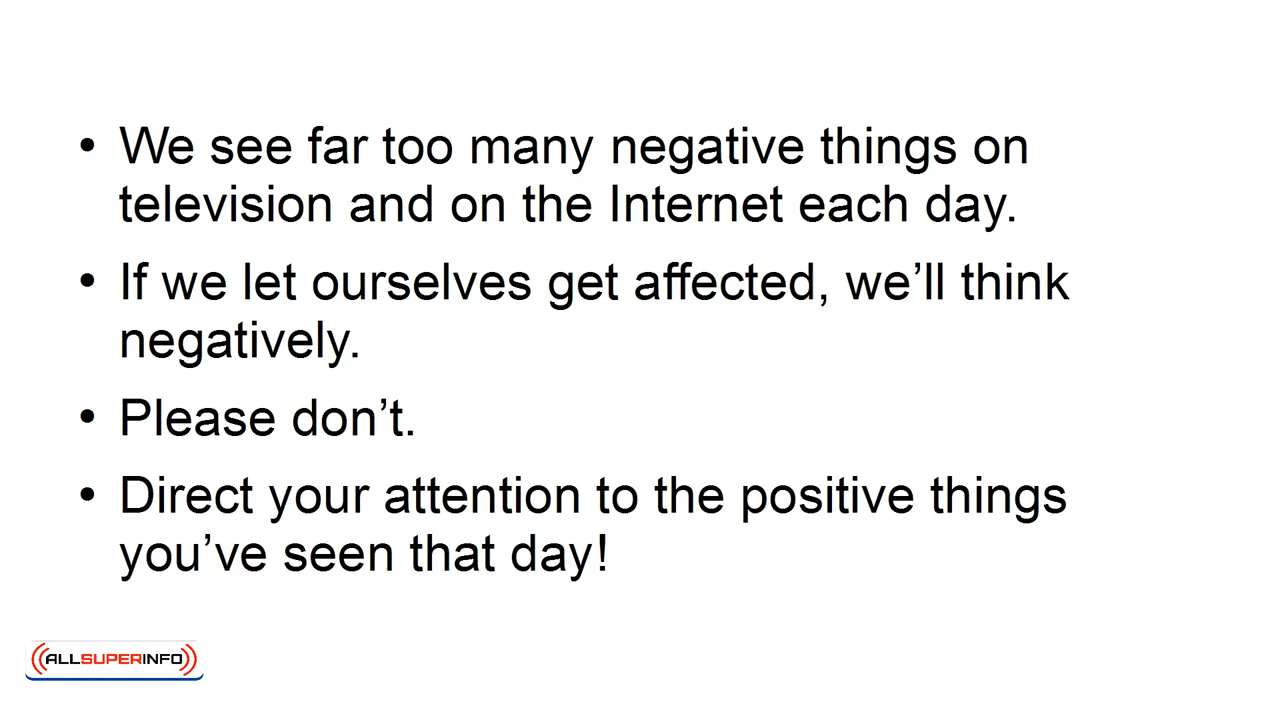 • We see far too many negative things on
television and on the Internet each day.
• If we let ourselves get affected, we’ll think
negatively.
• Please don’t.
• Direct your attention to the positive things
you’ve seen that day!
ALLSUPERINFO